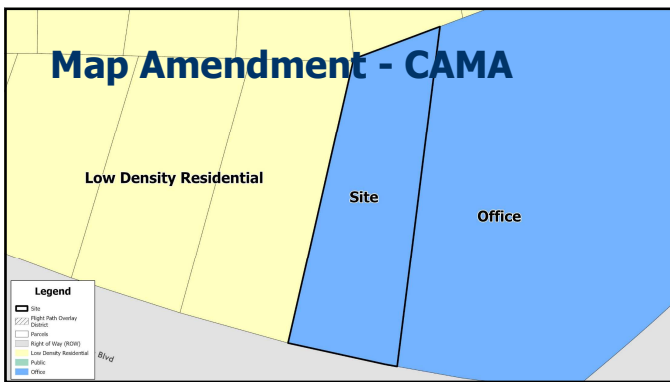 Map Amendment - CAMA
Low Density Residential
Site
Office
Legend
Site
Flight Path Overlay
District
Parcels
Right of Way (ROW)
Low Density Residential
Public
Office
Blvd